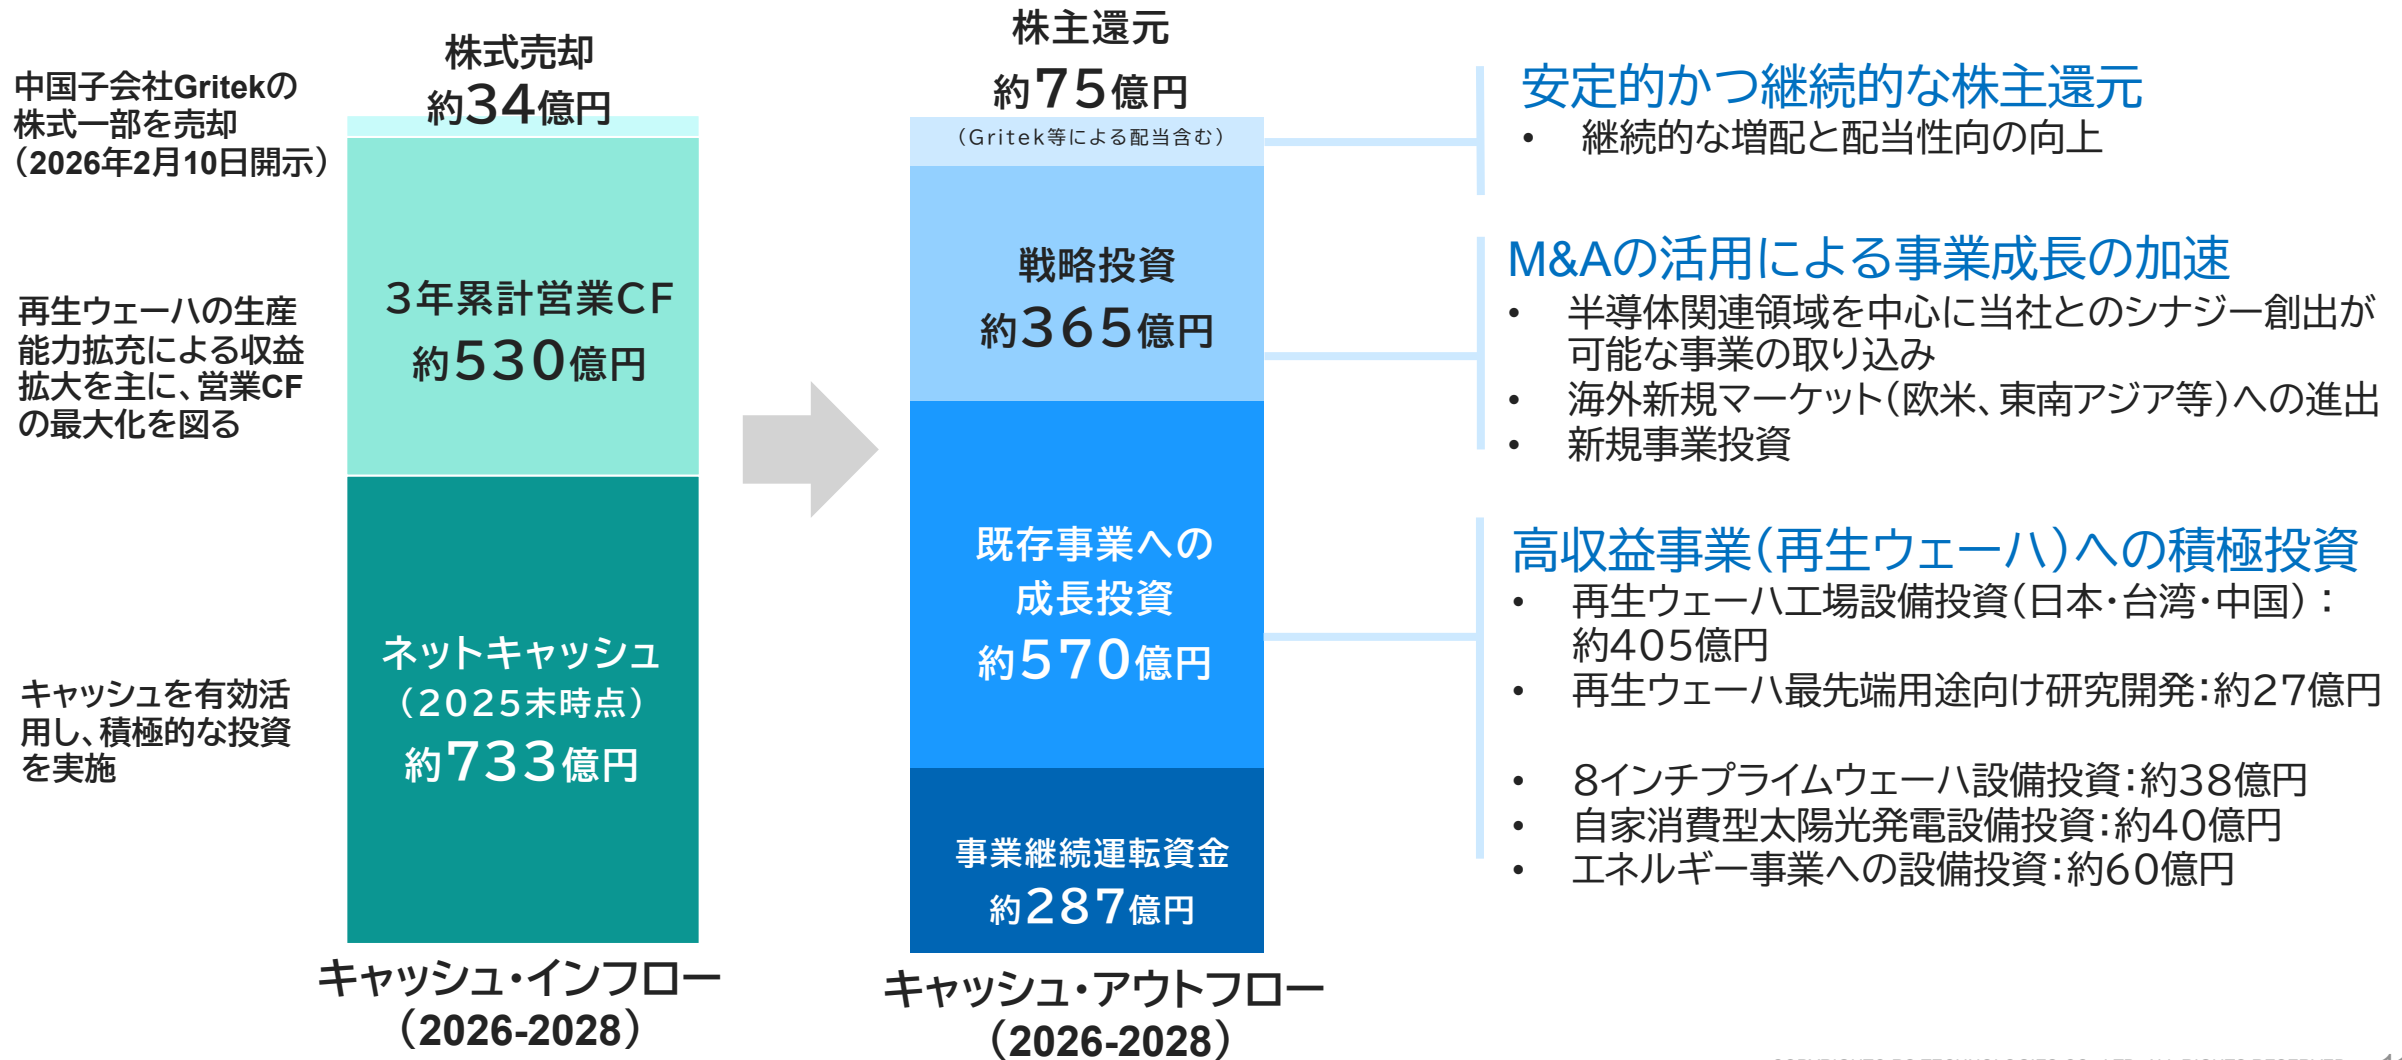 中国子会社Gritekの
株式一部を売却
（2026年2月10日開示）
再生ウェーハの生産
能力拡充による収益
拡大を主に、営業CF
の最大化を図る
キャッシュを有効活
用し、積極的な投資
を実施
株式売却
約34億円
3年累計営業CF
約530億円
ネットキャッシュ
（2025末時点）
約733億円
キャッシュ・インフロー
（2026-2028）
株主還元
約75億円
（Gritek等による配当含む）
戦略投資
約365億円
既存事業への
成長投資
約570億円
事業継続運転資金
約287億円
キャッシュ・アウトフロー
（2026-2028）
安定的かつ継続的な株主還元
• 継続的な増配と配当性向の向上
M&Aの活用による事業成長の加速
• 半導体関連領域を中心に当社とのシナジー創出が
可能な事業の取り込み
• 海外新規マーケット（欧米、東南アジア等）への進出
• 新規事業投資
高収益事業（再生ウェーハ）への積極投資
• 再生ウェーハ工場設備投資（日本・台湾・中国）：
約405億円
• 再生ウェーハ最先端用途向け研究開発：約27億円
• 8インチプライムウェーハ設備投資：約38億円
• 自家消費型太陽光発電設備投資：約40億円
• エネルギー事業への設備投資：約60億円